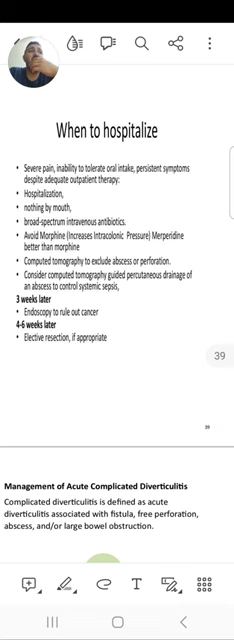 When to hospitalize
• Severe pain, inability to tolerate oral intake, persistent symptoms
despite adequate outpatient therapy:
• Hospitalization,
• nothing by mouth,
• broad-spectrum intravenous antibiotics.
• Avoid Morphine (Increases Intracolonic Pressure) Merperidine
better than morphine
• Computed tomography to exclude abscess or perforation.
• Consider computed tomography guided percutaneous drainage of
an abscess to control systemic sepsis,
3 weeks later
• Endoscopy to rule out cancer
4-6 weeks later
• Elective resection, if appropriate
39
39
Management of Acute Complicated Diverticulitis
Complicated diverticulitis is defined as acute
diverticulitis associated with fistula, free perforation,
abscess, and/or large bowel obstruction.
T